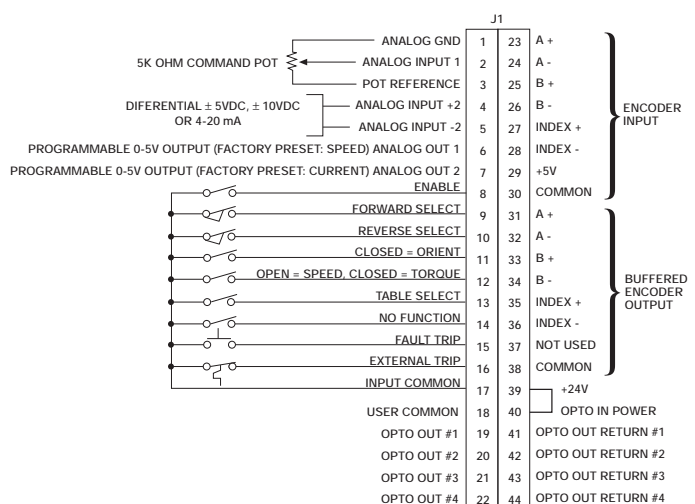 J1
ANALOG GND 1 23 A +
5K OHM COMMAND POT ANALOG INPUT 1 2 24 A -
POT REFERENCE 3 25 B +
DIFERENTIAL ± 5VDC, ± 10VDC
OR 4-20 mA
ANALOG INPUT +2 4 26 B -
ENCODER
INPUT
ANALOG INPUT -2 5 27 INDEX +
PROGRAMMABLE 0-5V OUTPUT (FACTORY PRESET: SPEED) ANALOG OUT 1 6 28 INDEX -
PROGRAMMABLE 0-5V OUTPUT (FACTORY PRESET: CURRENT) ANALOG OUT 2 7 29 +5V
ENABLE 8 30 COMMON
FORWARD SELECT 9 31 A +
REVERSE SELECT 10 32 A -
CLOSED = ORIENT 11 33 B +
OPEN = SPEED, CLOSED = TORQUE 12 34 B -
BUFFERED
ENCODER
OUTPUT
TABLE SELECT 13 35 INDEX +
NO FUNCTION 14 36 INDEX -
FAULT TRIP 15 37 NOT USED
EXTERNAL TRIP 16 38 COMMON
INPUT COMMON 17 39 +24V
USER COMMON 18 40 OPTO IN POWER
OPTO OUT #1 19 41 OPTO OUT RETURN #1
OPTO OUT #2 20 42 OPTO OUT RETURN #2
OPTO OUT #3 21 43 OPTO OUT RETURN #3
OPTO OUT #4 22 44 OPTO OUT RETURN #4